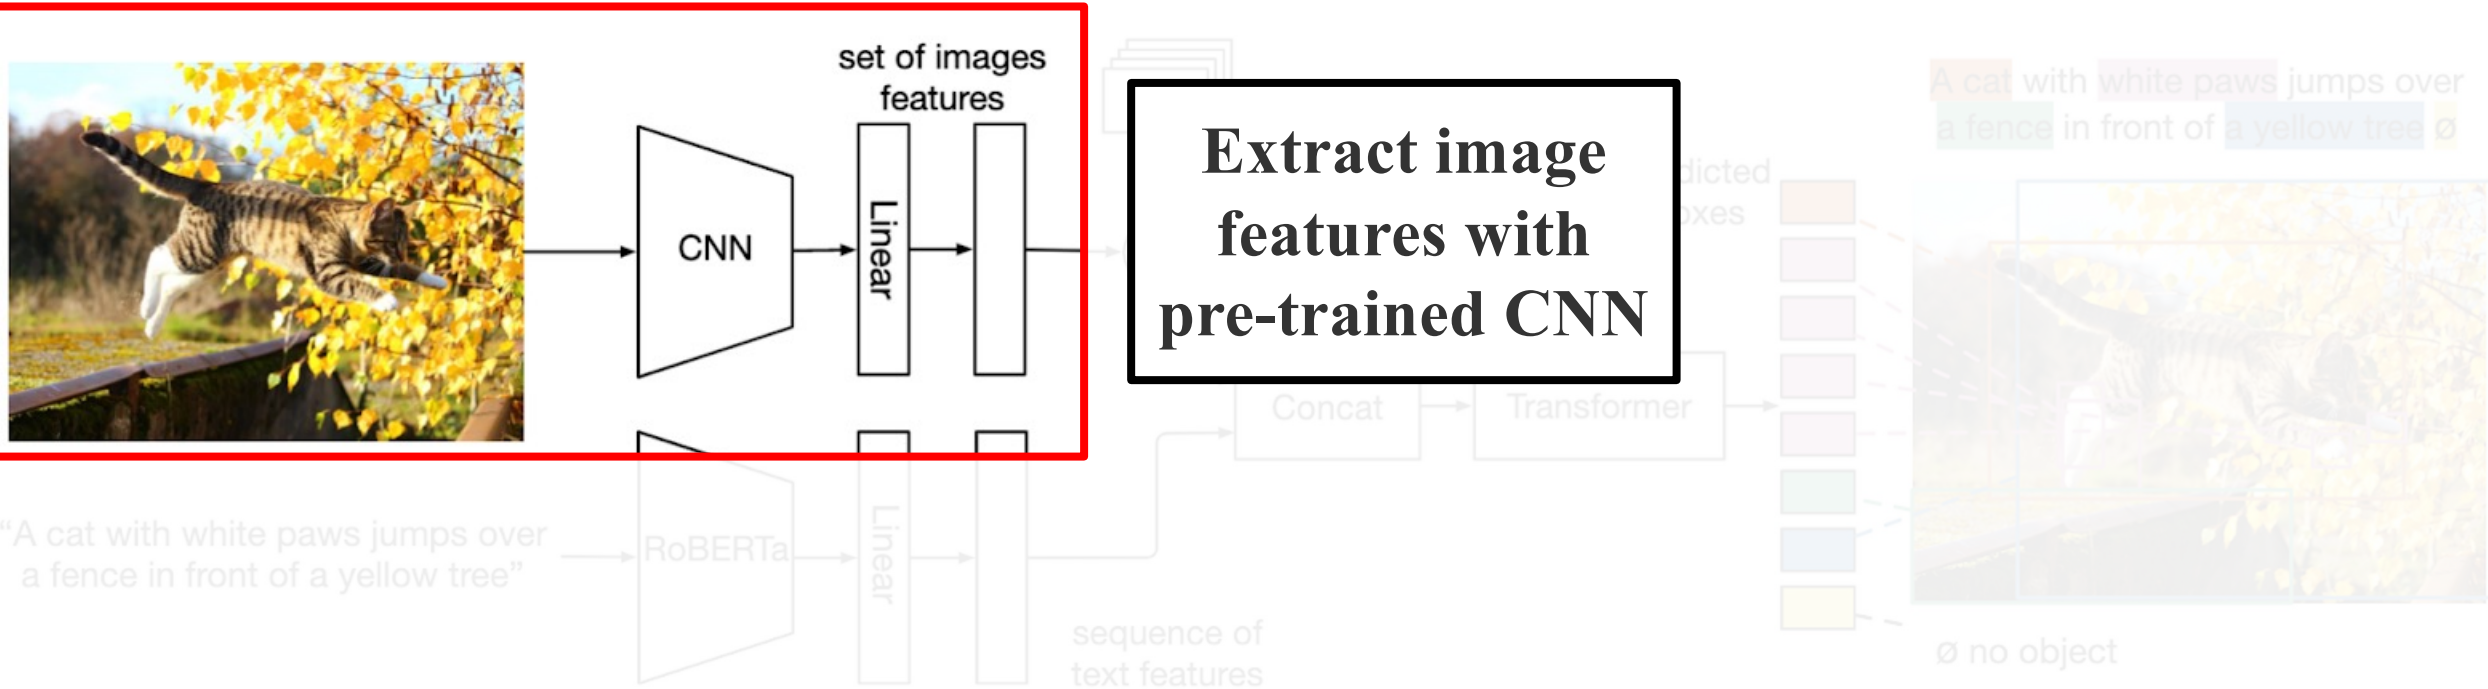 set of images
features
CNN
Linear
Extract image
features with
pre-trained CNN
A cat with white paws jumps over
a fence in front of a yellow tree ø
dicted
oxes
Concat
Transformer
"A cat with white paws jumps over
a fence in front of a yellow tree"
RoBERTa
Linear
sequence of
text features
ø no object